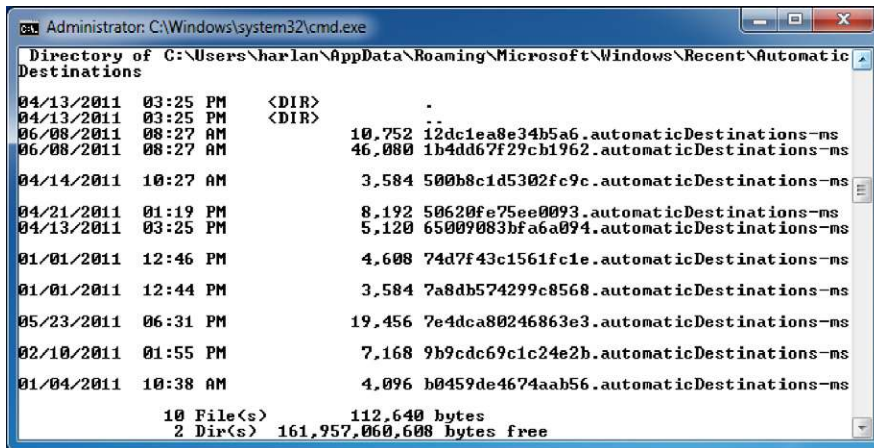 Administrator: C:\Windows\system32\cmd.exe
Directory of C:\Users\harlan\AppData\Roaming\Microsoft\Windows\Recent\Automatic
Destinations
04/13/2011 03:25 PM <DIR> .
04/13/2011 03:25 PM <DIR> ..
06/08/2011 08:27 AM 10,752 12dc1ea8e34b5a6.automaticDestinations-ms
06/08/2011 08:27 AM 46,080 1b4dd67f29cb1962.automaticDestinations-ms
04/14/2011 10:27 AM 3,584 500b8c1d5302fc9c.automaticDestinations-ms
04/21/2011 01:19 PM 8,192 50620fe75ee0093.automaticDestinations-ms
04/13/2011 03:25 PM 5,120 65009083bfa6a094.automaticDestinations-ms
01/01/2011 12:46 PM 4,608 74d7f43c1561fc1e.automaticDestinations-ms
01/01/2011 12:44 PM 3,584 7a8db574299c8568.automaticDestinations-ms
05/23/2011 06:31 PM 19,456 7e4dca80246863e3.automaticDestinations-ms
02/10/2011 01:55 PM 7,168 9b9cdc69c1c24e2b.automaticDestinations-ms
01/04/2011 10:38 AM 4,096 b0459de4674aab56.automaticDestinations-ms
10 File(s) 112,640 bytes
2 Dir(s) 161,957,060,608 bytes free